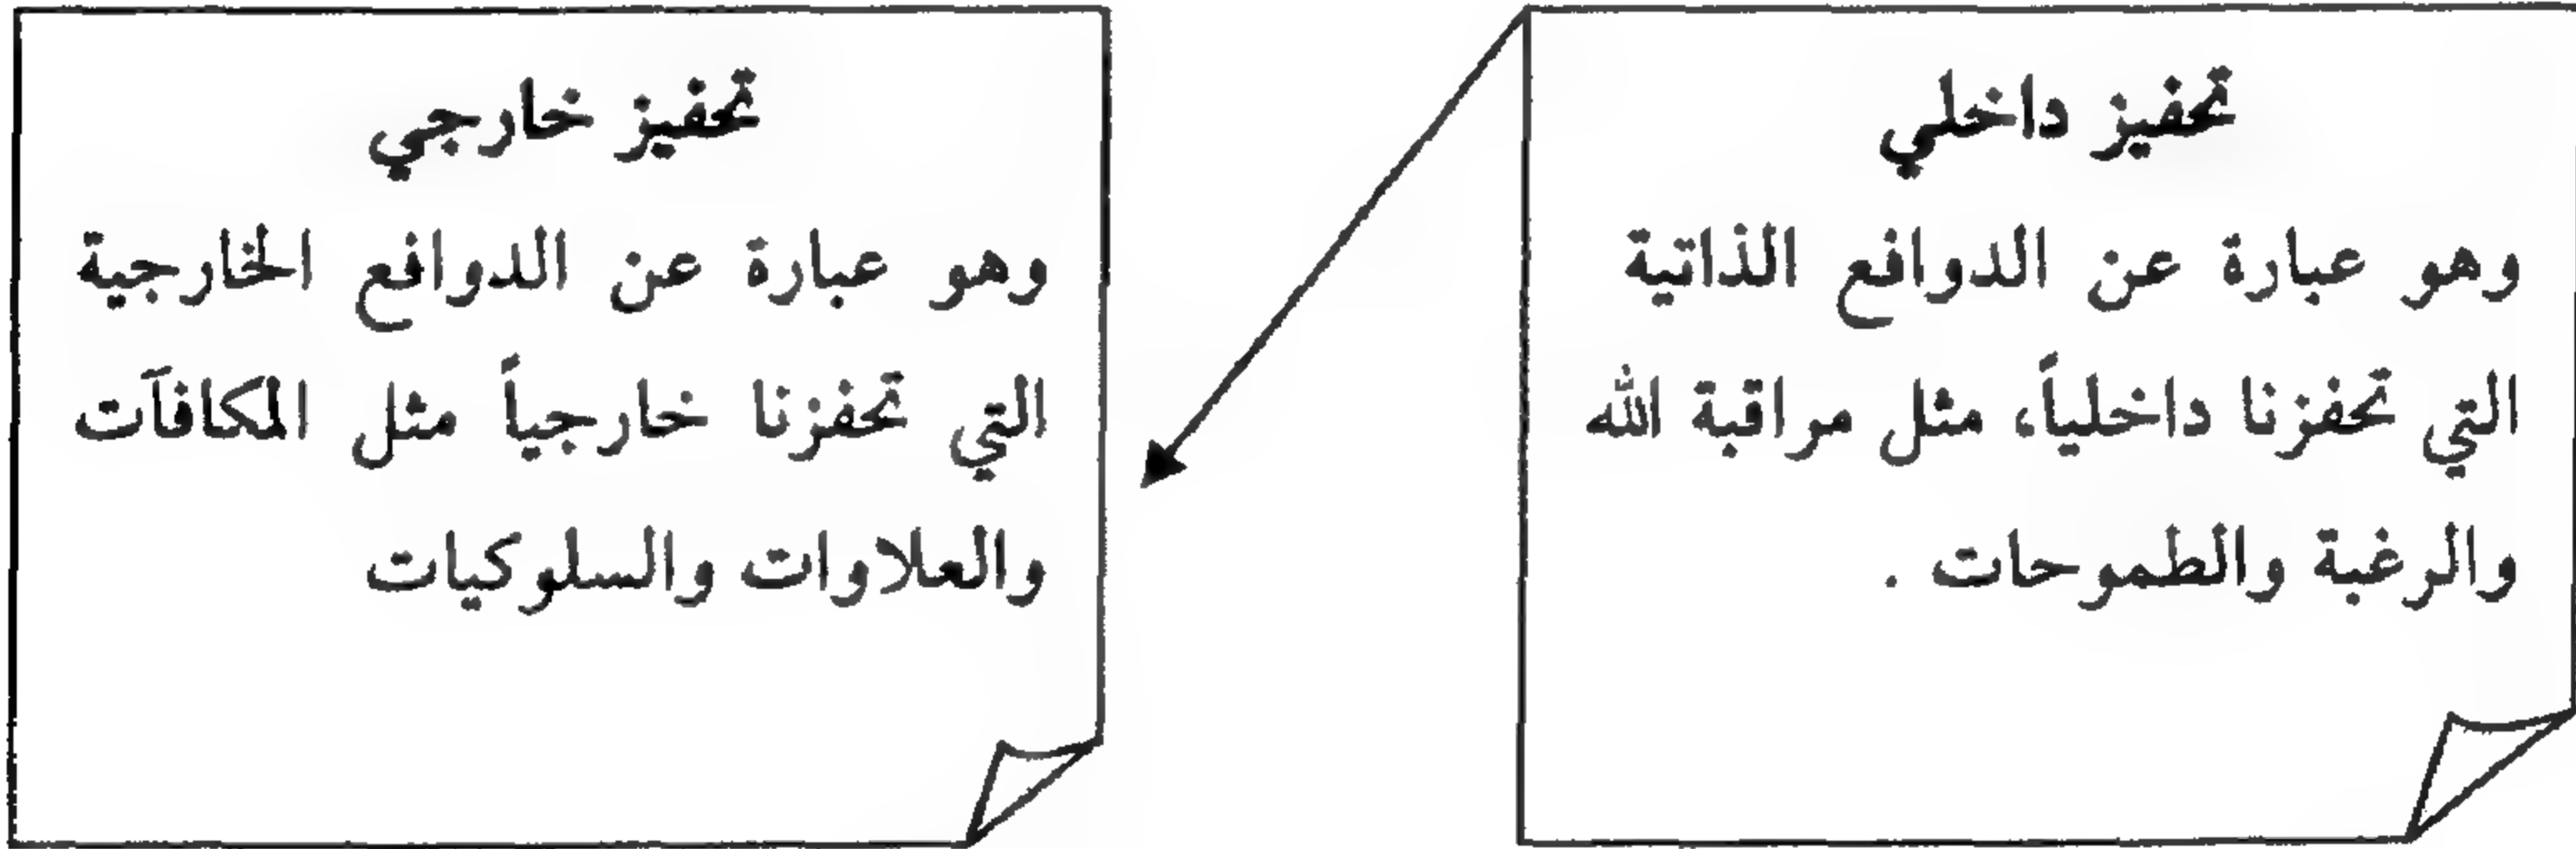 تحفيز داخلي
وهو عبارة عن الدوافع الذاتية
التي تحفزنا داخلياً، مثل مراقبة الله
والرغبة والطموحات .
تحفيز خارجي
وهو عبارة عن الدوافع الخارجية
التي تحفزنا خارجياً مثل المكافآت
والعلاوات والسلوكيات